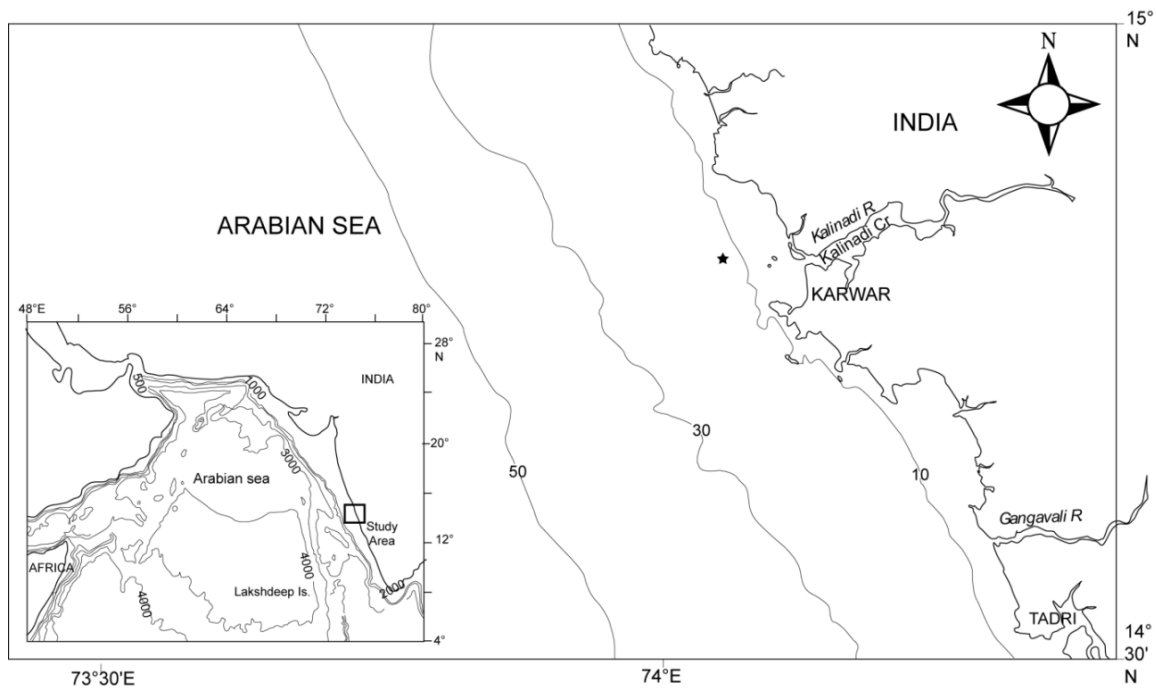 15°
N
N
INDIA
ARABIAN SEA
Kalinadi R
Kalinadi Cr
KARWAR
48°E 56° 64° 72° 80°
28°
N
500
1000
INDIA
3000
20°
Arabian sea
Study
Area
12°
AFRICA
4000
2000
Lakshdeep Is.
4000
4°
30
50
10
Gangavali R
TADRI
14°
30'
N
73°30'E
74°E